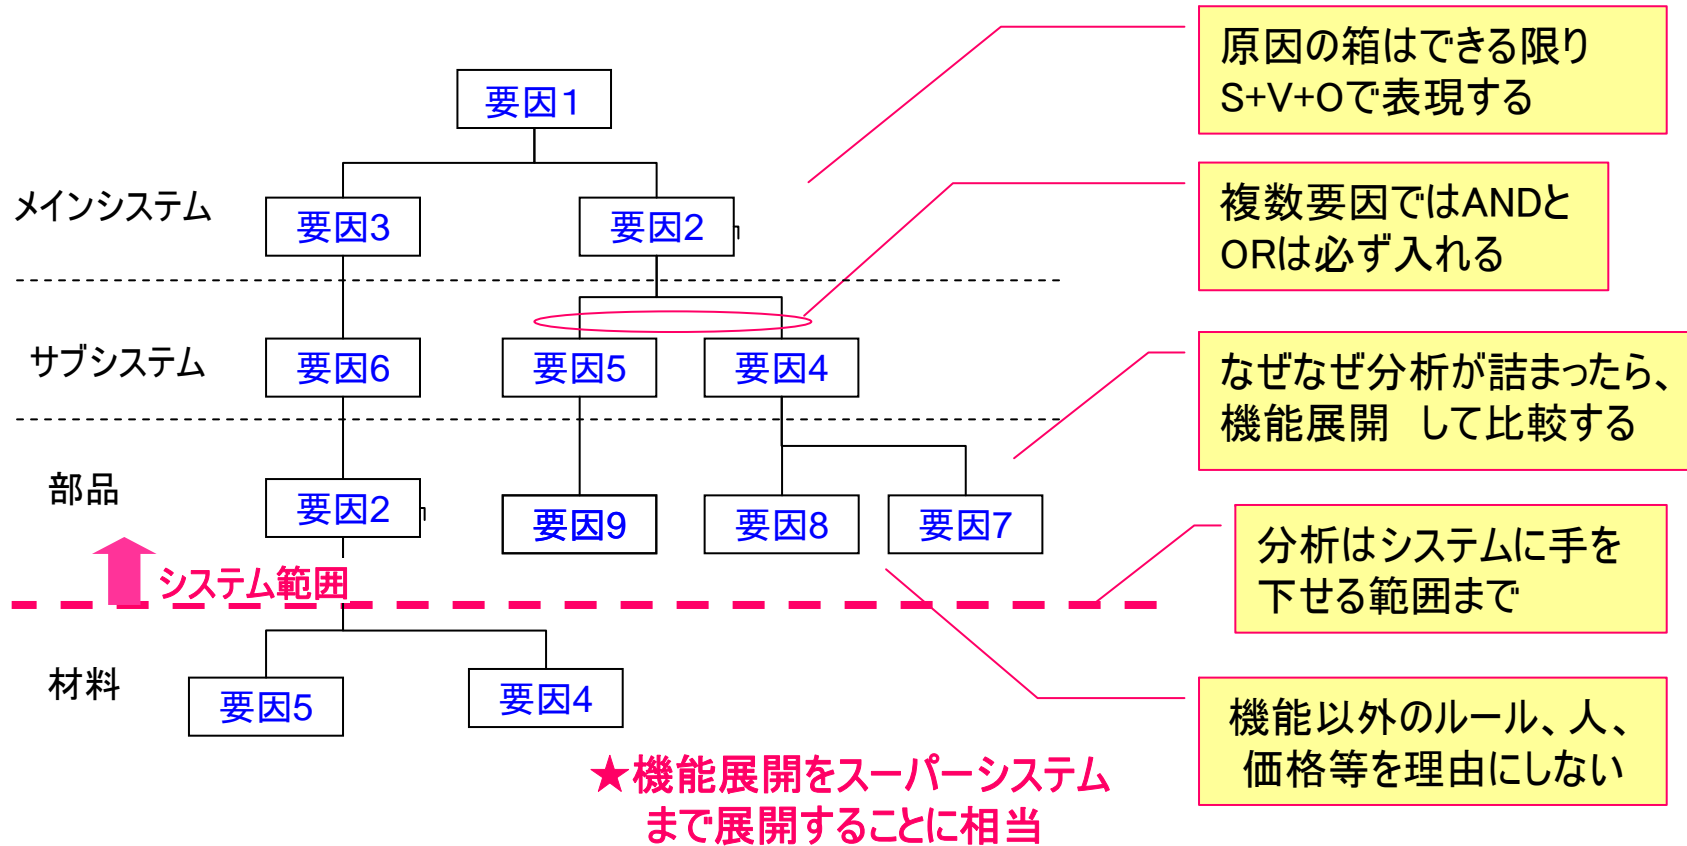 原因の箱はできる限り
S+V+Oで表現する
要因1
メインシステム
要因3
要因2
複数要因ではANDと
ORは必ず入れる
サブシステム
要因6
要因5
要因4
なぜなぜ分析が詰まったら、
機能展開　して比較する
部品
要因2
要因9
要因8
要因7
分析はシステムに手を
下せる範囲まで
システム範囲
材料
要因5
要因4
機能以外のルール、人、
価格等を理由にしない
★機能展開をスーパーシステム
まで展開することに相当